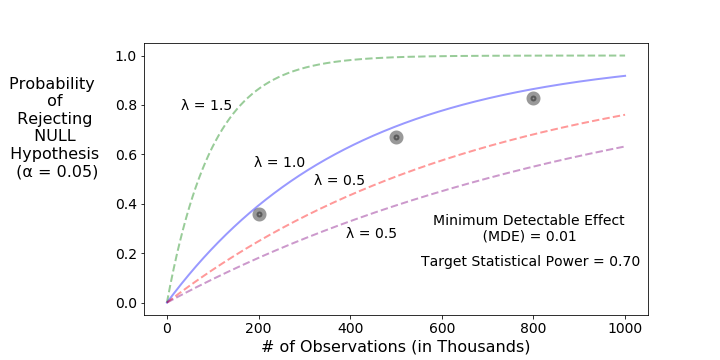 Probability
of
Rejecting
NULL
Hypothesis
(α = 0.05)
1.0
0.8
0.6
0.4
0.2
0.0
λ = 1.5
λ = 1.0
λ = 0.5
λ = 0.5
Minimum Detectable Effect
(MDE) = 0.01
Target Statistical Power = 0.70
0 200 400 600 800 1000
# of Observations (in Thousands)